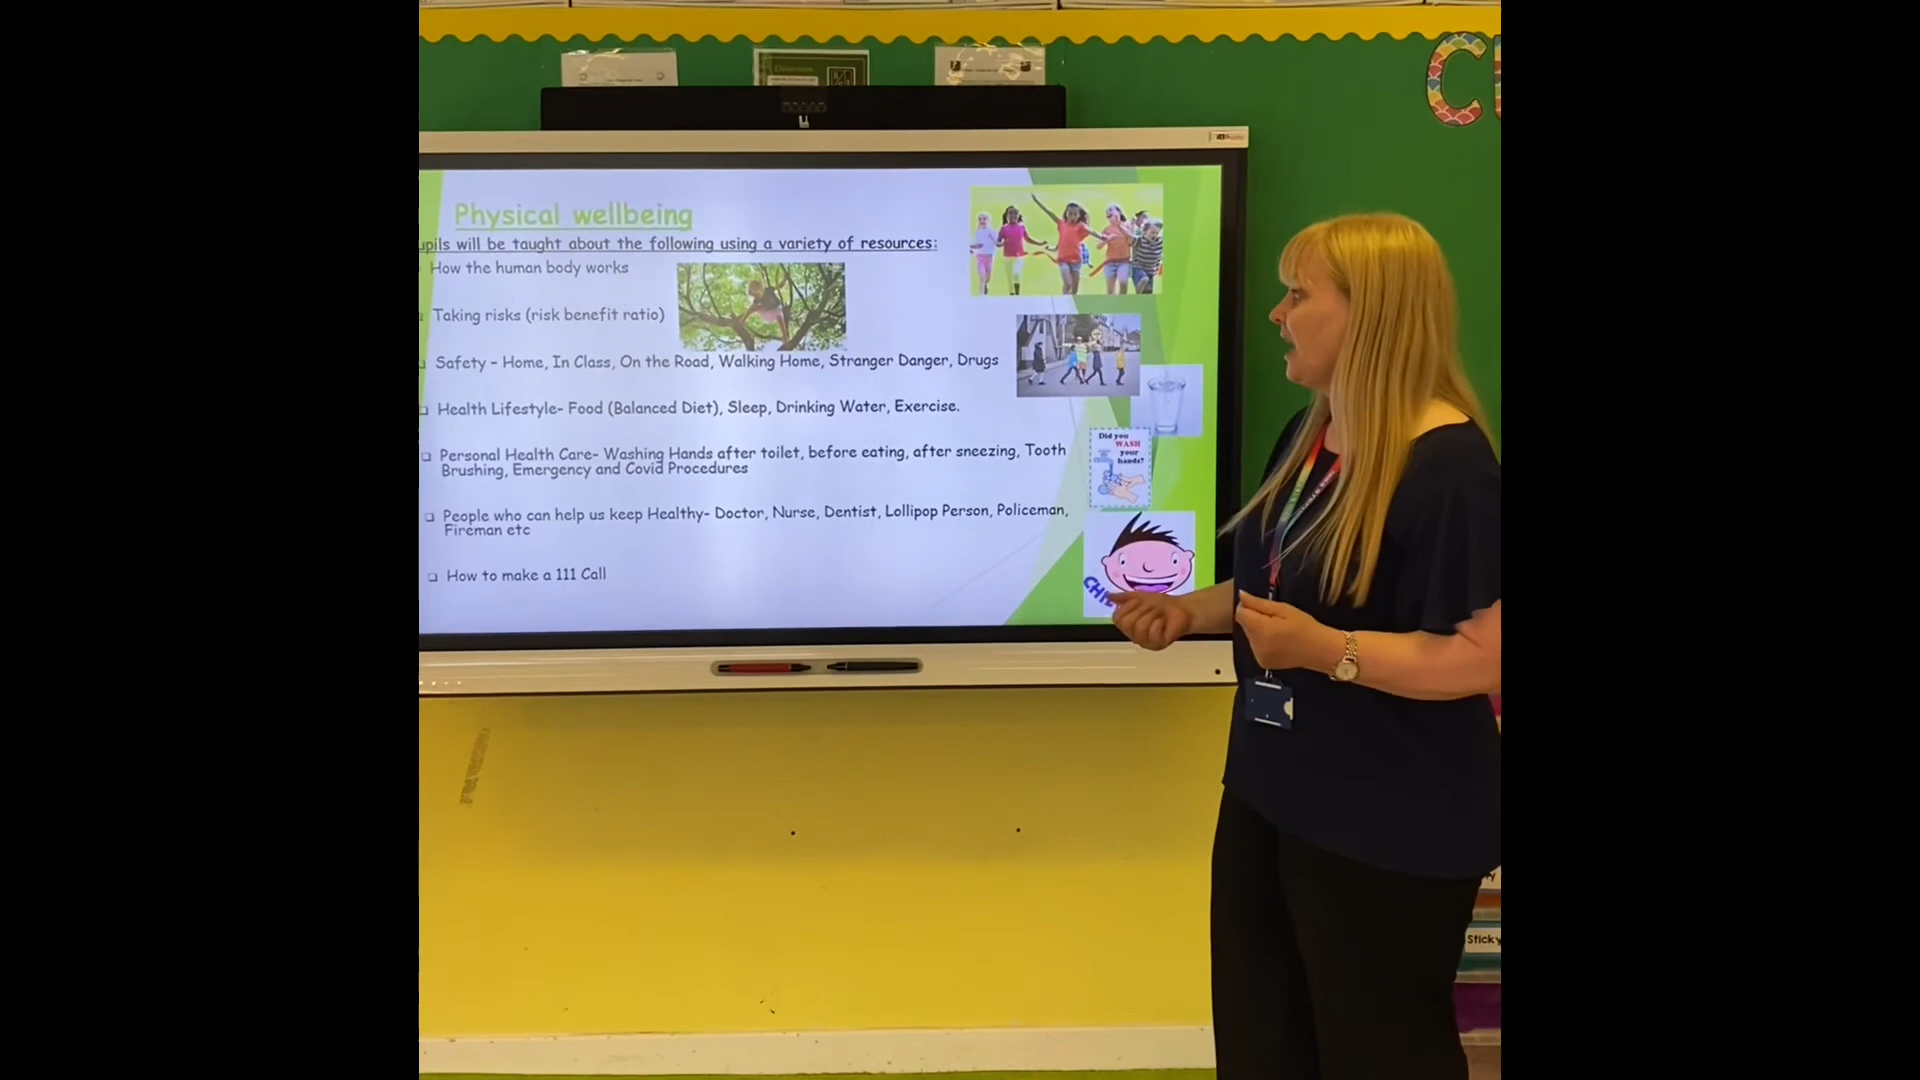 Physical wellbeing
upils will be taught about the following using a variety of resources:
How the human body works
Taking risks (risk benefit ratio)
Safety – Home, In Class, On the Road, Walking Home, Stranger Danger, Drugs
Health Lifestyle- Food (Balanced Diet), Sleep, Drinking Water, Exercise.
Personal Health Care- Washing Hands after toilet, before eating, after sneezing, Tooth
Brushing, Emergency and Covid Procedures
People who can help us keep Healthy- Doctor, Nurse, Dentist, Lollipop Person, Policeman,
Fireman etc
How to make a 111 Call
Did you
WASH
your
hands?
CHI
C
Sticky